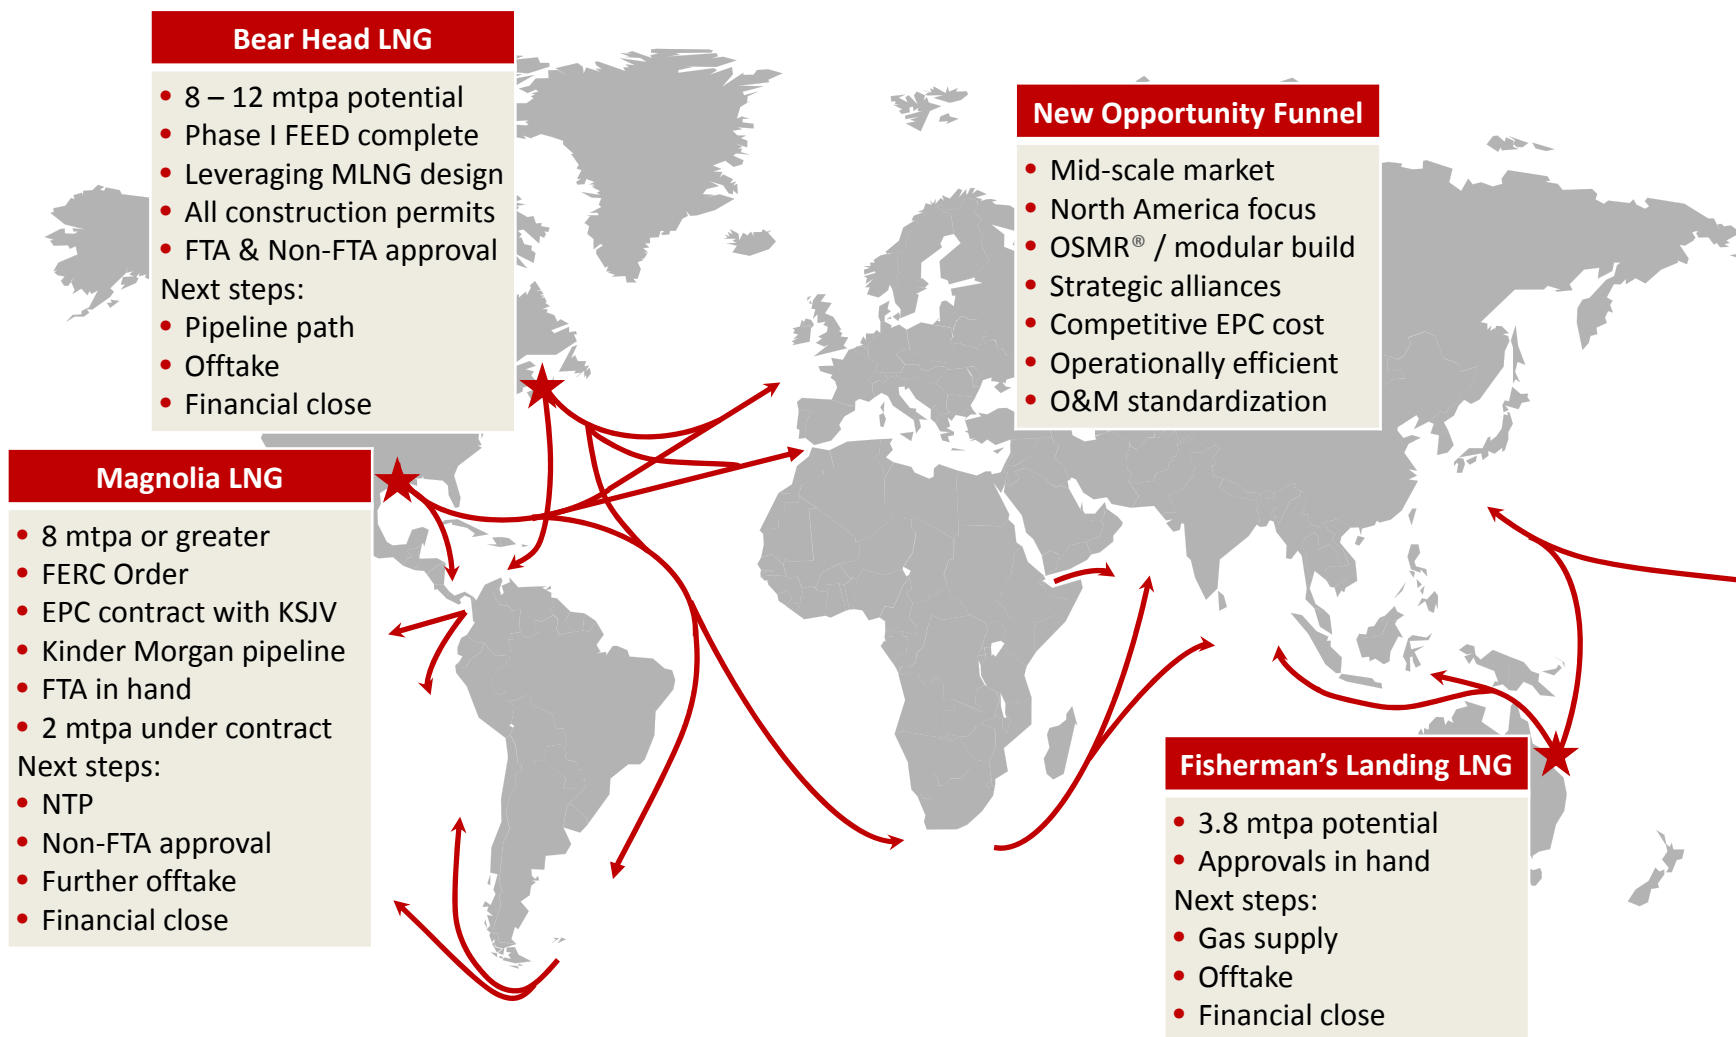 Bear Head LNG
• 8 – 12 mtpa potential
• Phase I FEED complete
• Leveraging MLNG design
• All construction permits
• FTA & Non-FTA approval
Next steps:
• Pipeline path
• Offtake
• Financial close
New Opportunity Funnel
• Mid-scale market
• North America focus
• OSMR® / modular build
• Strategic alliances
• Competitive EPC cost
• Operationally efficient
• O&M standardization
Magnolia LNG
• 8 mtpa or greater
• FERC Order
• EPC contract with KSJV
• Kinder Morgan pipeline
• FTA in hand
• 2 mtpa under contract
Next steps:
• NTP
• Non-FTA approval
• Further offtake
• Financial close
Fisherman’s Landing LNG
• 3.8 mtpa potential
• Approvals in hand
Next steps:
• Gas supply
• Offtake
• Financial close